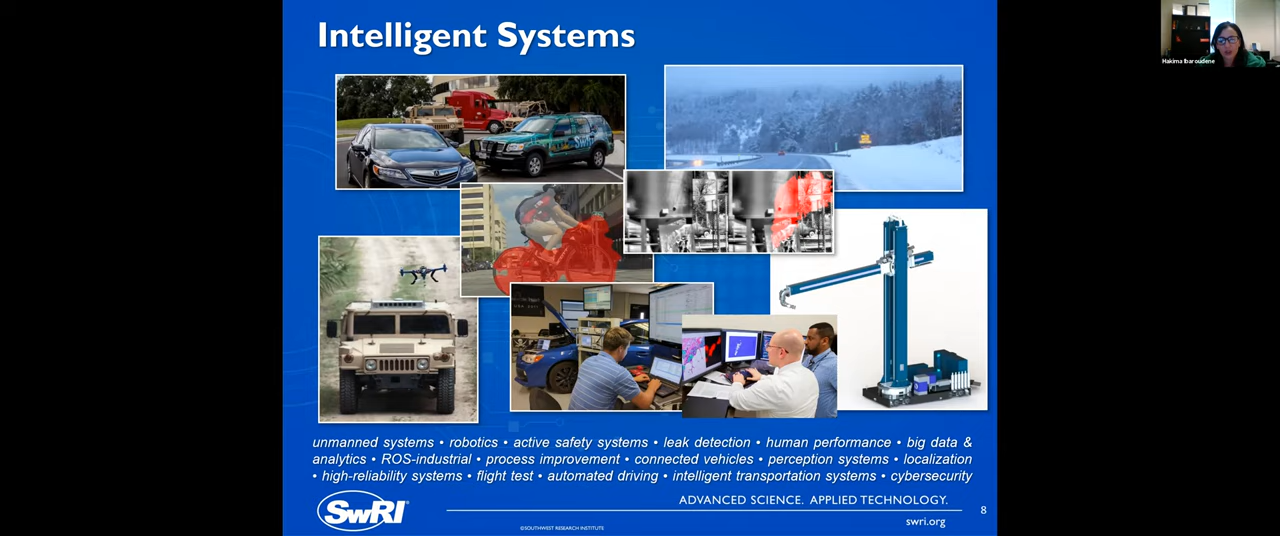 Intelligent Systems
Hakima Ibaroudene
SwRI
unmanned systems • robotics • active safety systems • leak detection • human performance • big data &
analytics • ROS-industrial • process improvement • connected vehicles • perception systems • localization
• high-reliability systems • flight test • automated driving • intelligent transportation systems • cybersecurity
SwRI®
ADVANCED SCIENCE. APPLIED TECHNOLOGY.
8
swri.org
©SOUTHWEST RESEARCH INSTITUTE